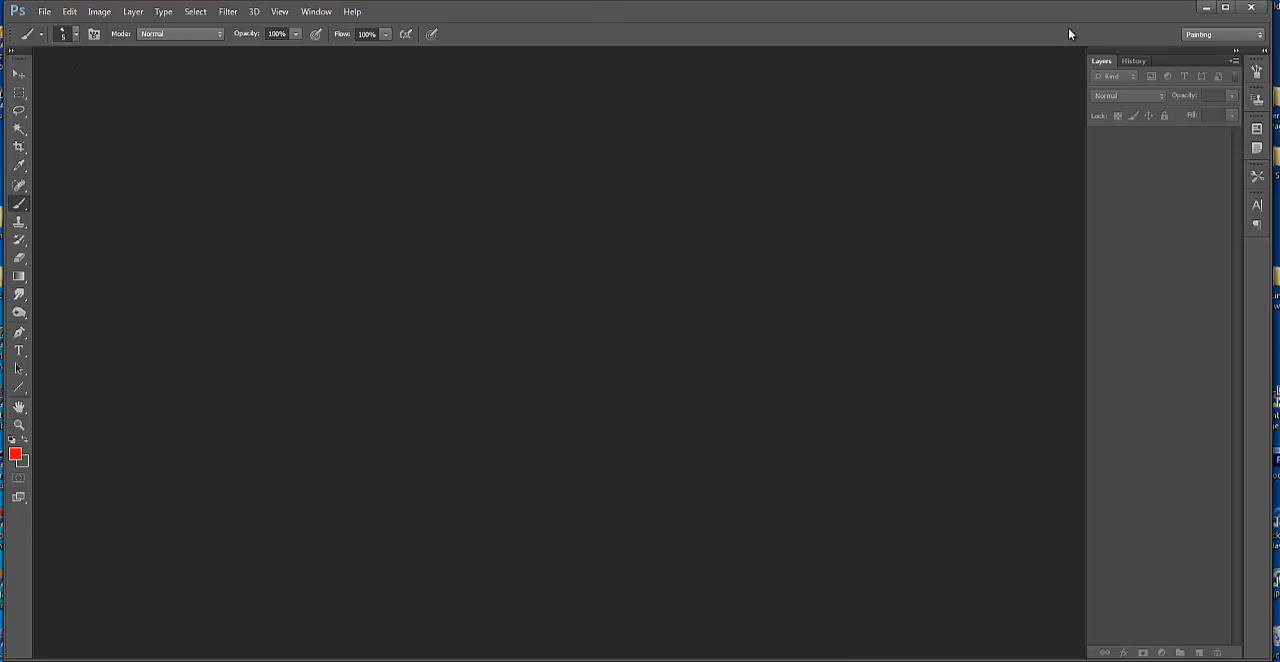 Ps File Edit Image Layer Type Select Filter 3D View Window Help
5 Mode: Normal Opacity: 100% Flow: 100% Painting
Layers History
Kind
Normal Opacity:
Lock: Fill: